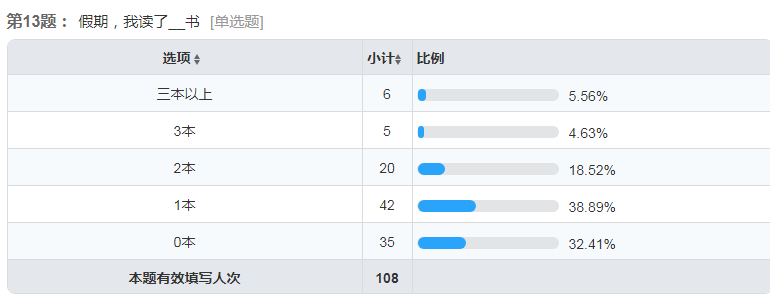 第13题： 假期，我读了__书 [单选题]
选项 小计 比例
三本以上 6 5.56%
3本 5 4.63%
2本 20 18.52%
1本 42 38.89%
0本 35 32.41%
本题有效填写人次 108